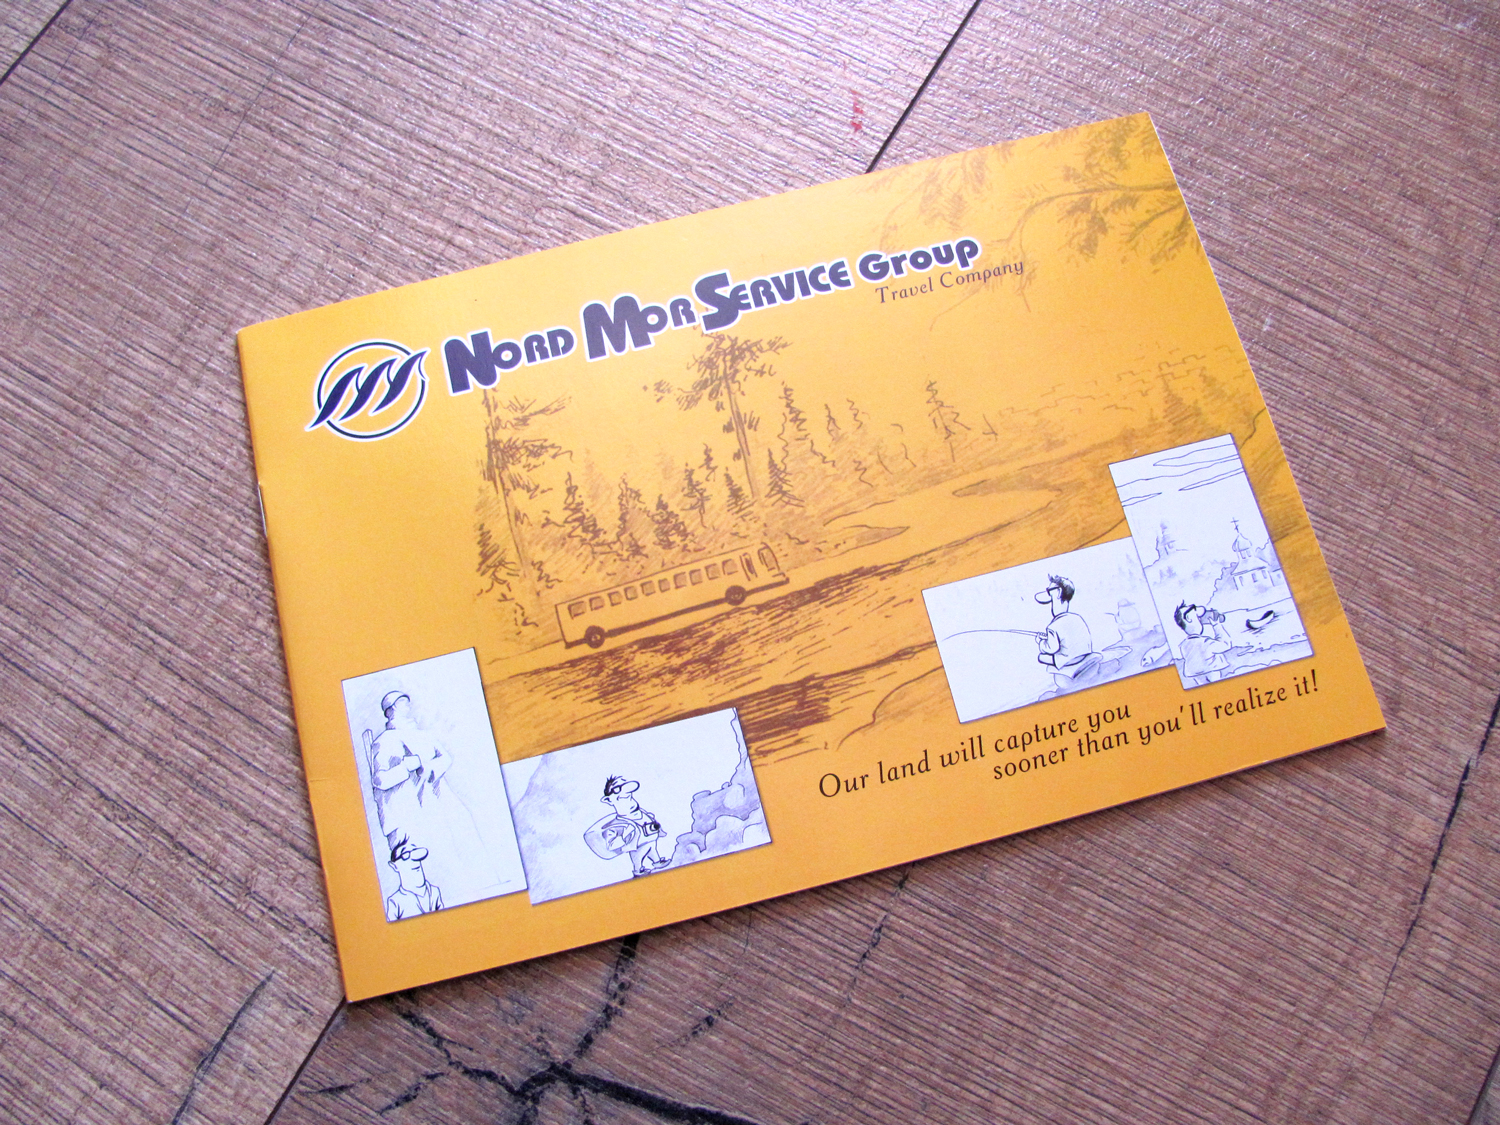 Nord Mor Service Group
Travel Company
Our land will capture you
sooner than you'll realize it!